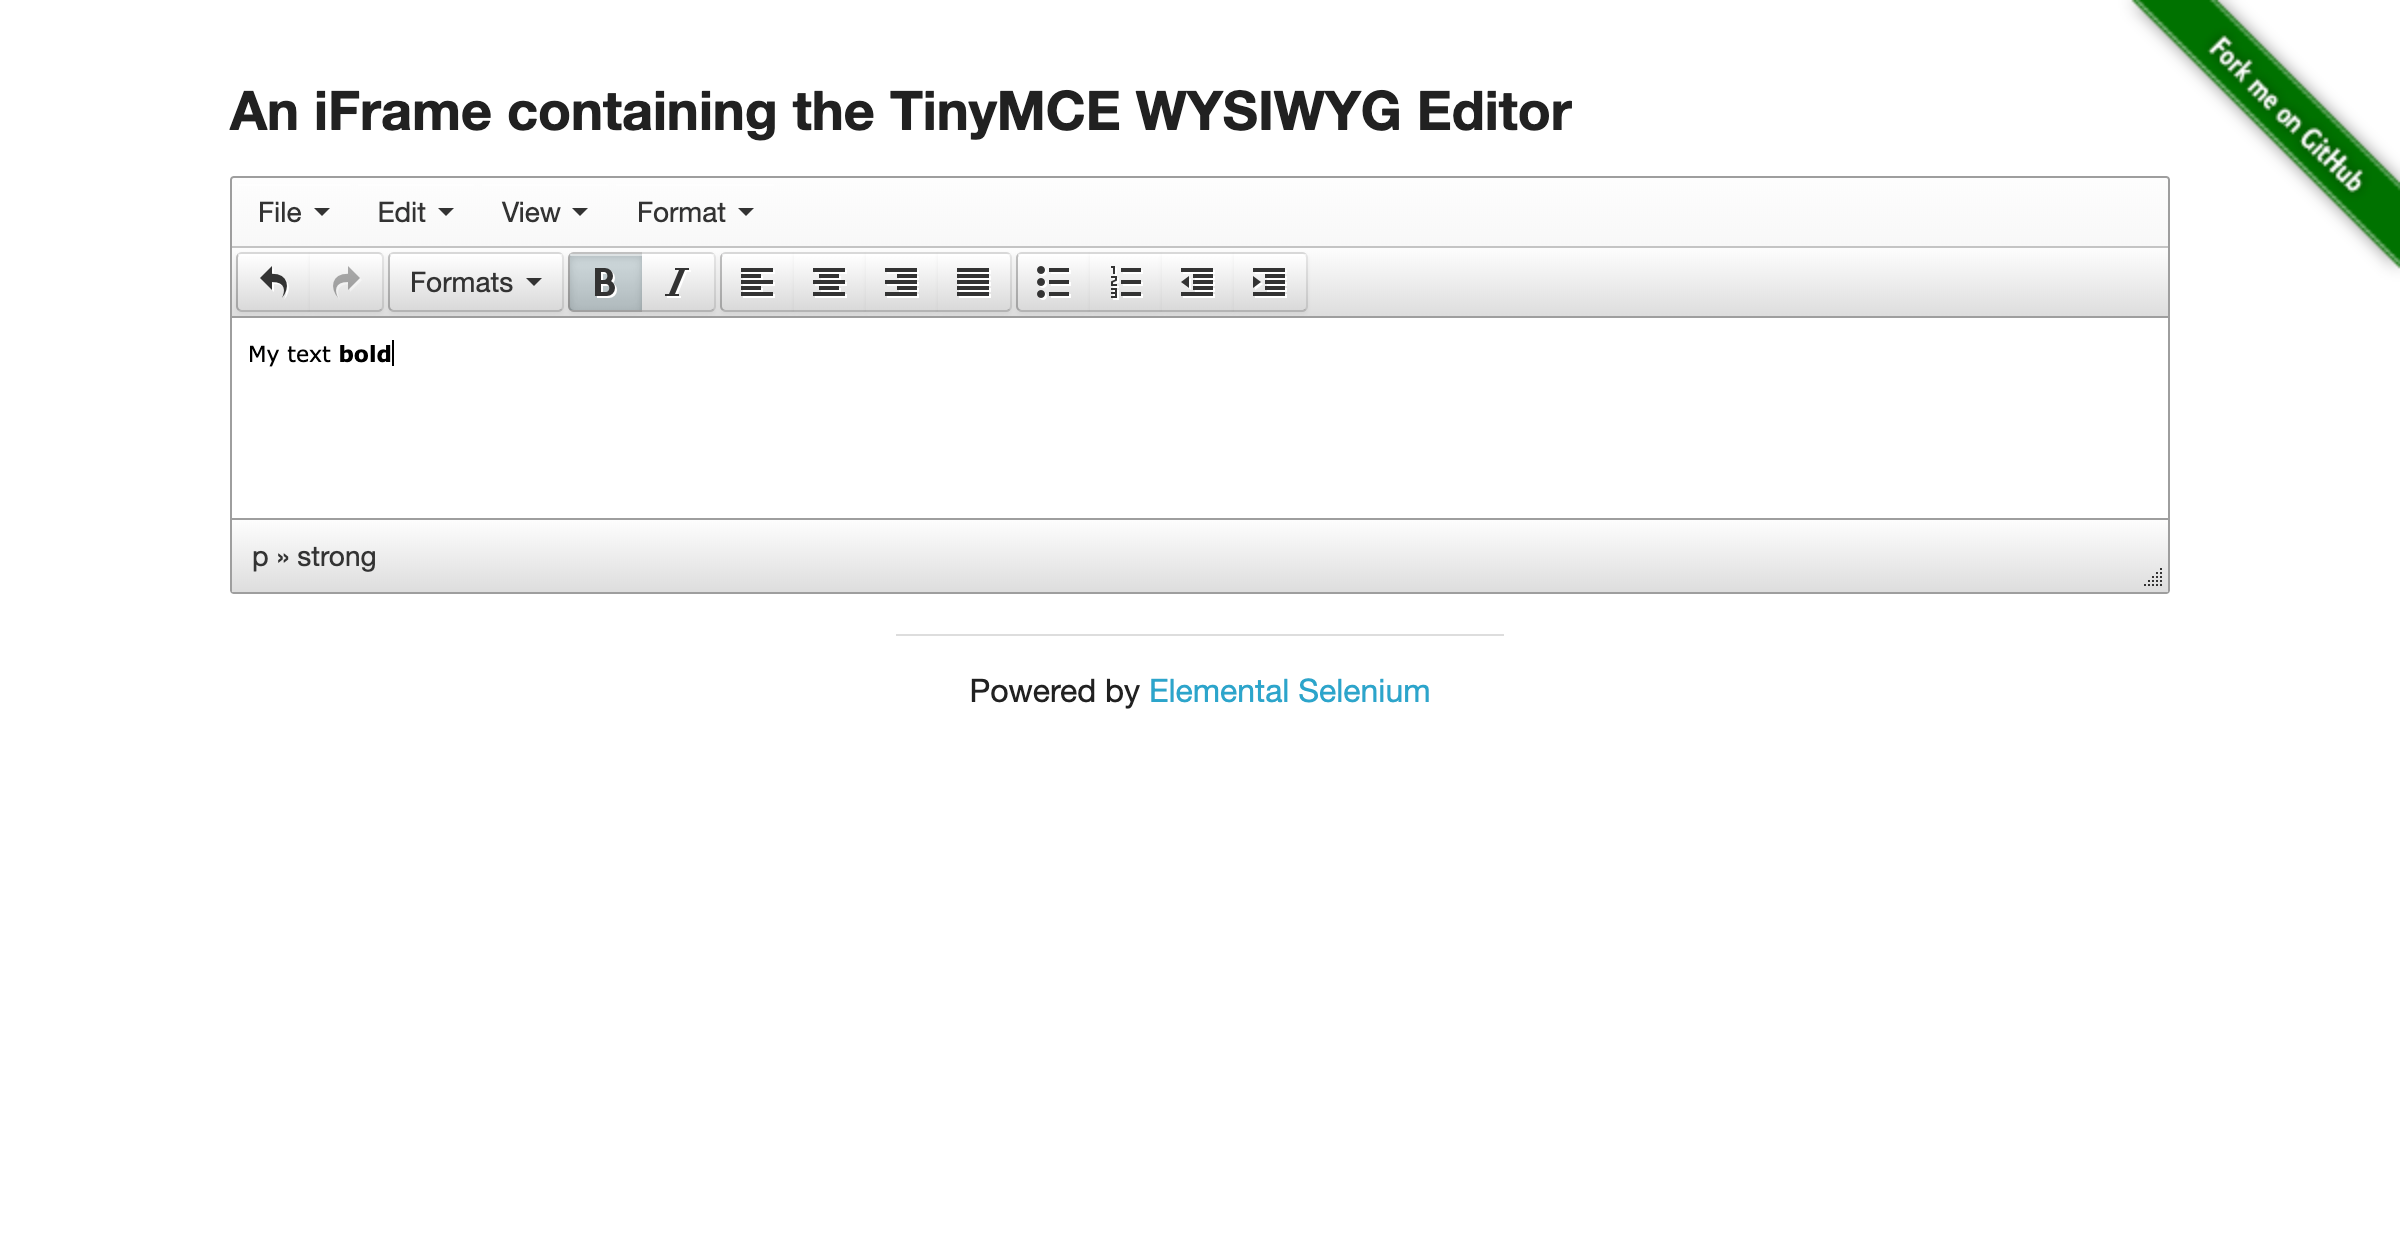 Fork me on GitHub
An iFrame containing the TinyMCE WYSIWYG Editor
File Edit View Format
Formats B I
My text bold
p » strong
Powered by Elemental Selenium